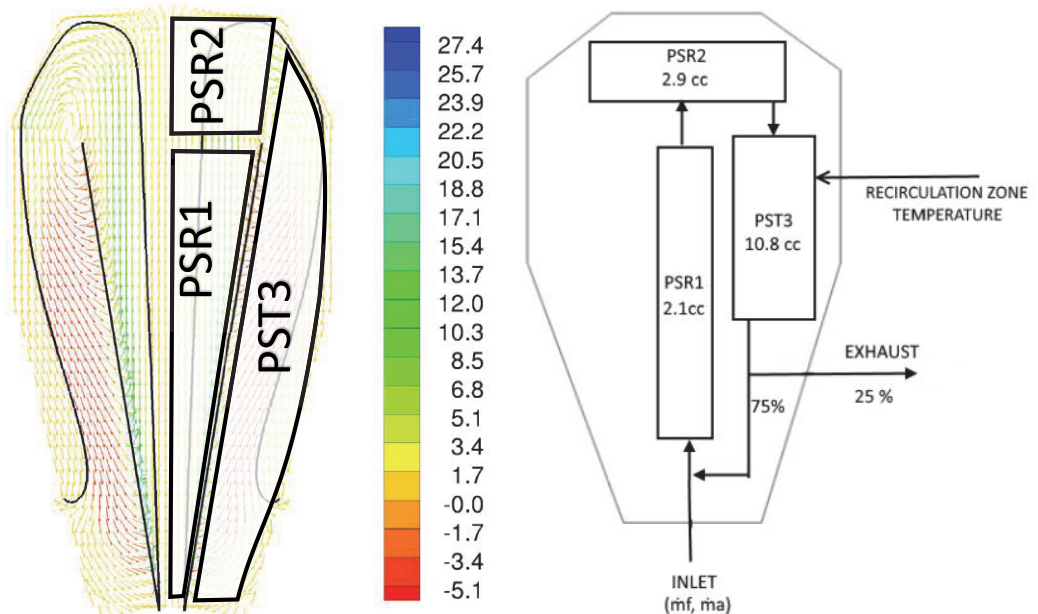 PSR2
PSR1
PST3
27.4
25.7
23.9
22.2
20.5
18.8
17.1
15.4
13.7
12.0
10.3
8.5
6.8
5.1
3.4
1.7
-0.0
-1.7
-3.4
-5.1
PSR2
2.9 cc
PST3
10.8 cc
RECIRCULATION ZONE
TEMPERATURE
PSR1
2.1cc
EXHAUST
25 %
75%
INLET
(ṁf, ṁa)